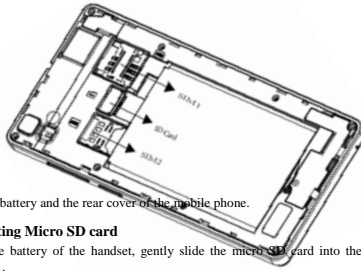 SIM1
SD Card
SIM2
battery and the rear cover of the mobile phone.
ting Micro SD card
e battery of the handset, gently slide the micro SD card into the